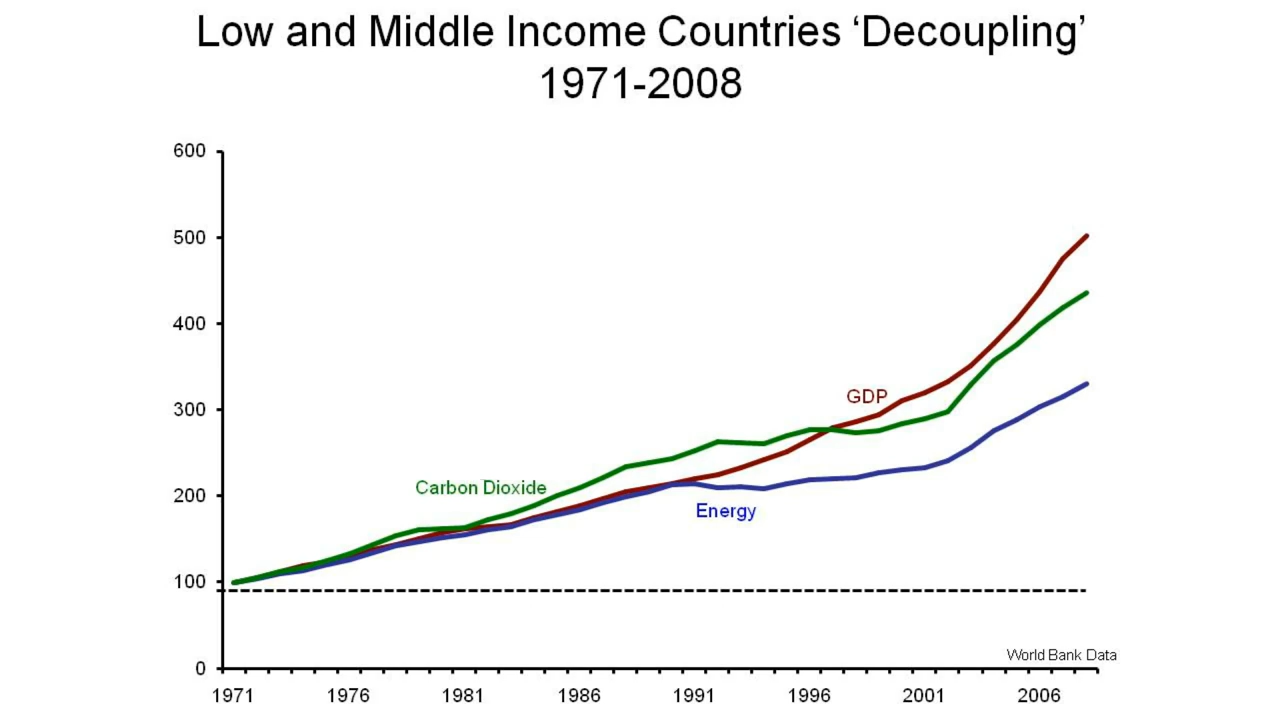 Low and Middle Income Countries ‘Decoupling’
1971-2008
600
500
400
300
200
100
0
GDP
Carbon Dioxide
Energy
World Bank Data
1971 1976 1981 1986 1991 1996 2001 2006